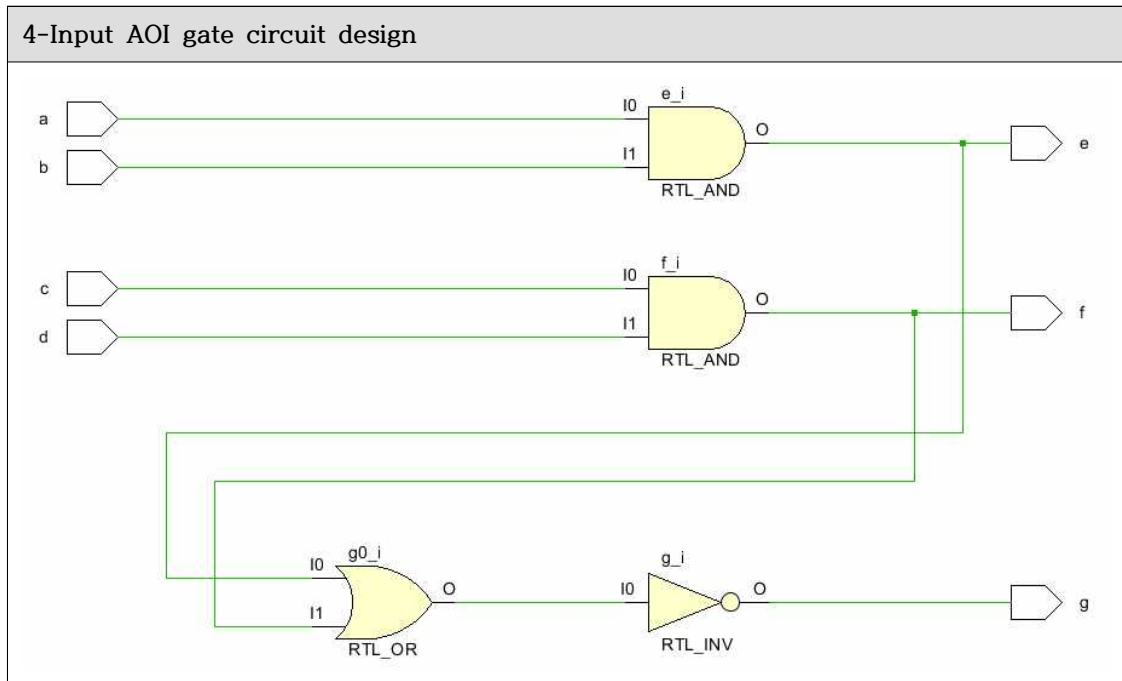 4-Input AOI gate circuit design
a
b
I0
I1
e_i
O
RTL_AND
e
c
d
I0
I1
f_i
O
RTL_AND
f
I0
I1
g0_i
O
RTL_OR
I0
g_i
O
RTL_INV
g